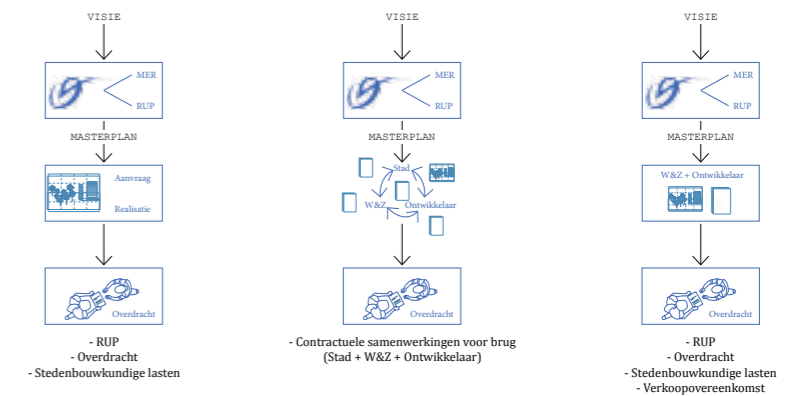 VISIE
MER
RUP
MASTERPLAN
Aanvraag
Realisatie
Overdracht
- RUP
- Overdracht
- Stedenbouwkundige lasten
VISIE
MER
RUP
MASTERPLAN
Stad
W&Z
Ontwikkelaar
Overdracht
- Contractuele samenwerkingen voor brug
(Stad + W&Z + Ontwikkelaar)
VISIE
MER
RUP
MASTERPLAN
W&Z + Ontwikkelaar
Overdracht
- RUP
- Overdracht
- Stedenbouwkundige lasten
- Verkoopovereenkomst